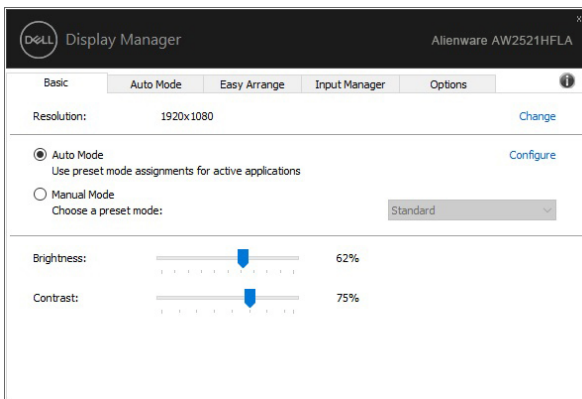 DELL Display Manager Alienware AW2521HFLA
Basic Auto Mode Easy Arrange Input Manager Options
Resolution: 1920x1080 Change
Auto Mode Configure
Use preset mode assignments for active applications
Manual Mode
Choose a preset mode: Standard
Brightness: 62%
Contrast: 75%